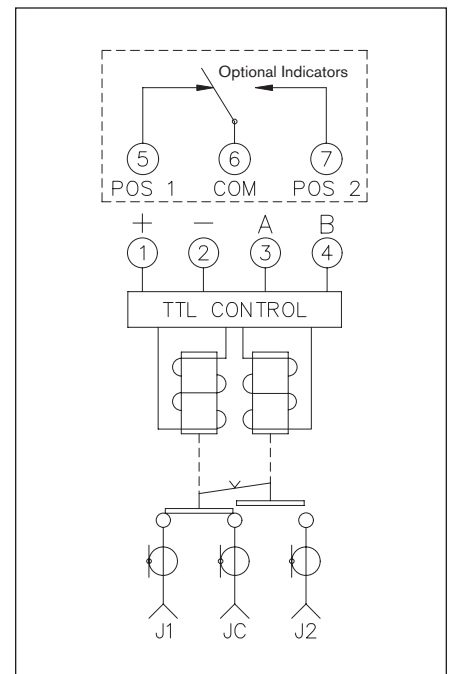 Optional Indicators
5 6 7
POS 1 COM POS 2
+ − A B
1 2 3 4
TTL CONTROL
J1 JC J2